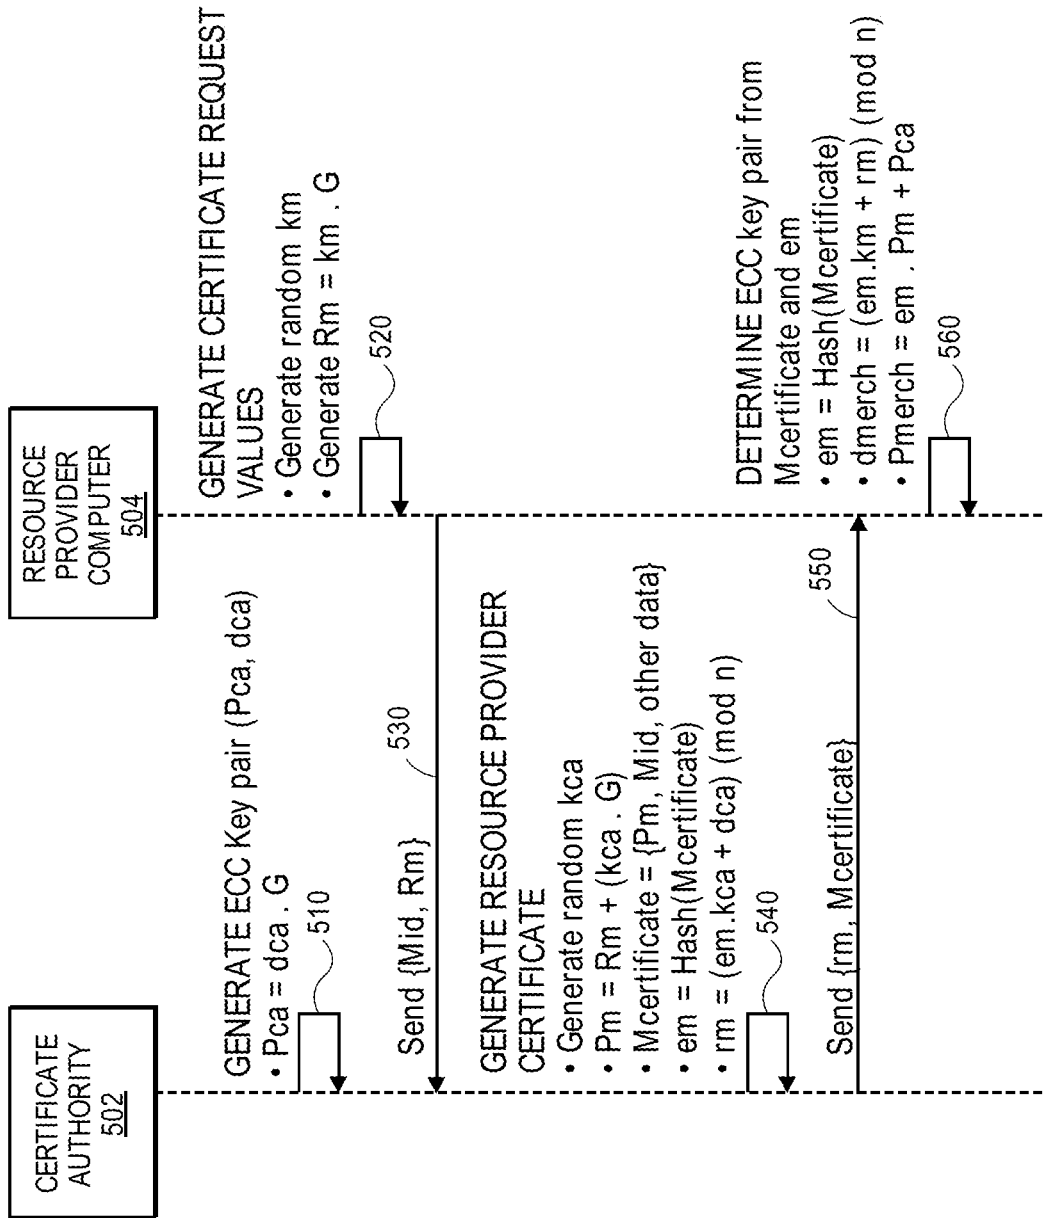 CERTIFICATE
AUTHORITY
502
RESOURCE
PROVIDER
COMPUTER
504
GENERATE ECC Key pair (Pca, dca)
• Pca = dca . G
510
GENERATE CERTIFICATE REQUEST
VALUES
• Generate random km
• Generate Rm = km . G
520
Send {Mid, Rm}
530
GENERATE RESOURCE PROVIDER
CERTIFICATE
• Generate random kca
• Pm = Rm + (kca . G)
• Mcertificate = {Pm, Mid, other data}
• em = Hash(Mcertificate)
• rm = (em.kca + dca) (mod n)
540
Send {rm, Mcertificate}
550
DETERMINE ECC key pair from
Mcertificate and em
• em = Hash(Mcertificate)
• dmerch = (em.km + rm) (mod n)
• Pmerch = em . Pm + Pca
560